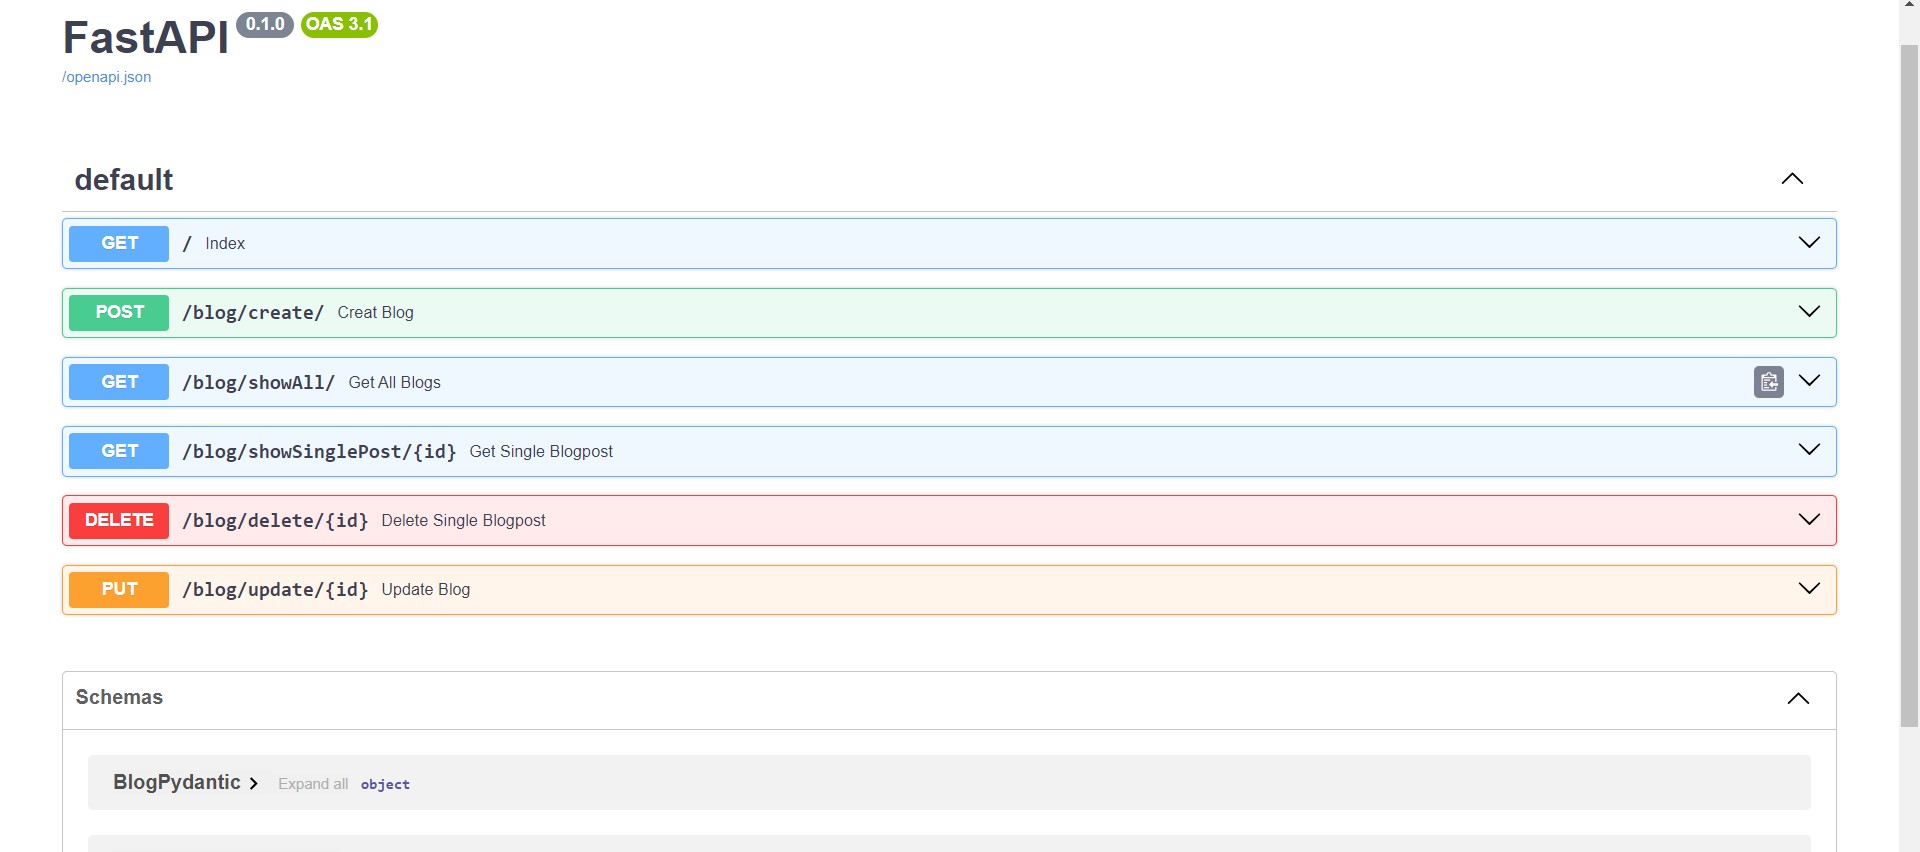 FastAPI 0.1.0 OAS 3.1
/openapi.json
default
GET / Index
POST /blog/create/ Creat Blog
GET /blog/showAll/ Get All Blogs
GET /blog/showSinglePost/{id} Get Single Blogpost
DELETE /blog/delete/{id} Delete Single Blogpost
PUT /blog/update/{id} Update Blog
Schemas
BlogPydantic Expand all object